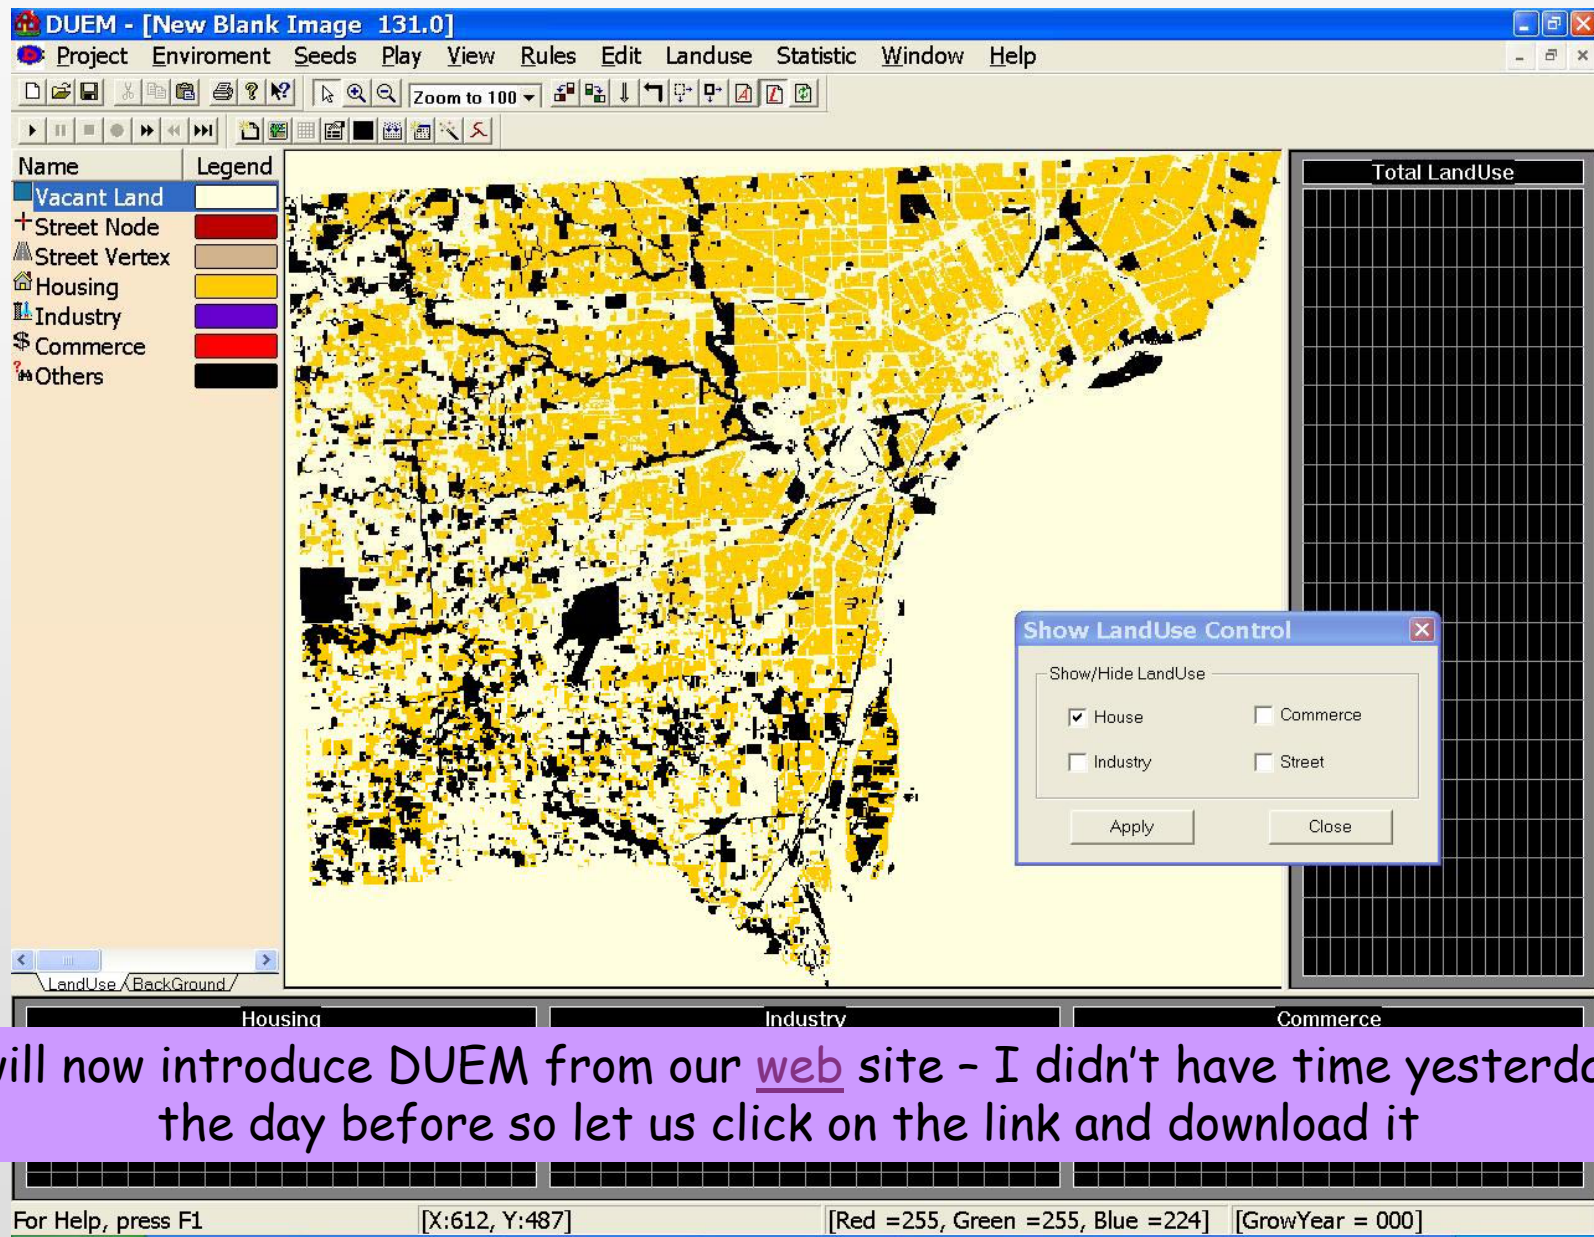 DUEM - [New Blank Image 131.0]
Project Enviroment Seeds Play View Rules Edit Landuse Statistic Window Help
Zoom to 100
Name Legend
Vacant Land
Street Node
Street Vertex
Housing
Industry
Commerce
Others
LandUse BackGround
Total LandUse
Show LandUse Control
Show/Hide LandUse
House Commerce
Industry Street
Apply Close
Housing Industry Commerce
will now introduce DUEM from our web site – I didn't have time
the day before so let us click on the link and download it
For Help, press F1 [X:612, Y:487] [Red =255, Green =255, Blue =224] [GrowYear = 000]